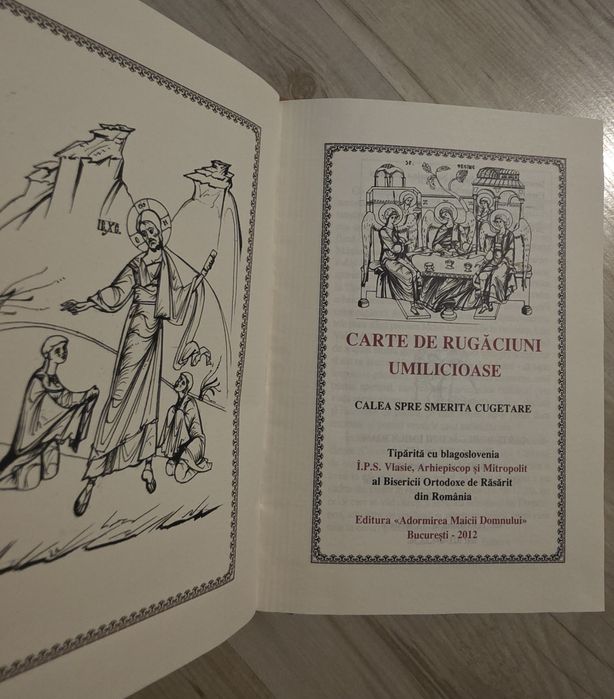 IC XC
CARTE DE RUGĂCIUNI
UMILICIOASE
CALEA SPRE SMERITA CUGETARE
Tipărită cu blagoslovenia
Î.P.S. Vlasie, Arhiepiscop și Mitropolit
al Bisericii Ortodoxe de Răsărit
din România
Editura «Adormirea Maicii Domnului»
București - 2012